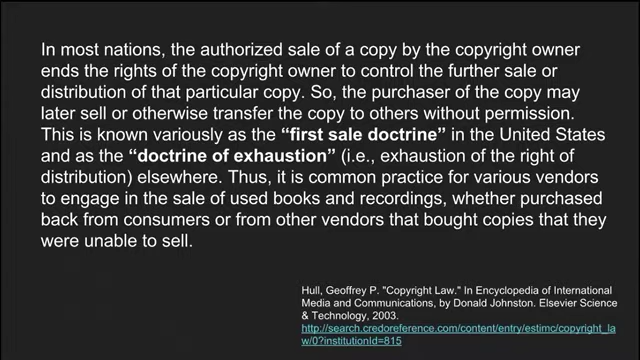 In most nations, the authorized sale of a copy by the copyright owner
ends the rights of the copyright owner to control the further sale or
distribution of that particular copy. So, the purchaser of the copy may
later sell or otherwise transfer the copy to others without permission.
This is known variously as the “first sale doctrine” in the United States
and as the “doctrine of exhaustion” (i.e., exhaustion of the right of
distribution) elsewhere. Thus, it is common practice for various vendors
to engage in the sale of used books and recordings, whether purchased
back from consumers or from other vendors that bought copies that they
were unable to sell.
Hull, Geoffrey P. "Copyright Law." In Encyclopedia of International
Media and Communications, by Donald Johnston. Elsevier Science
& Technology, 2003.
http://search.credoreference.com/content/entry/estimc/copyright_la
w/0?institutionId=815